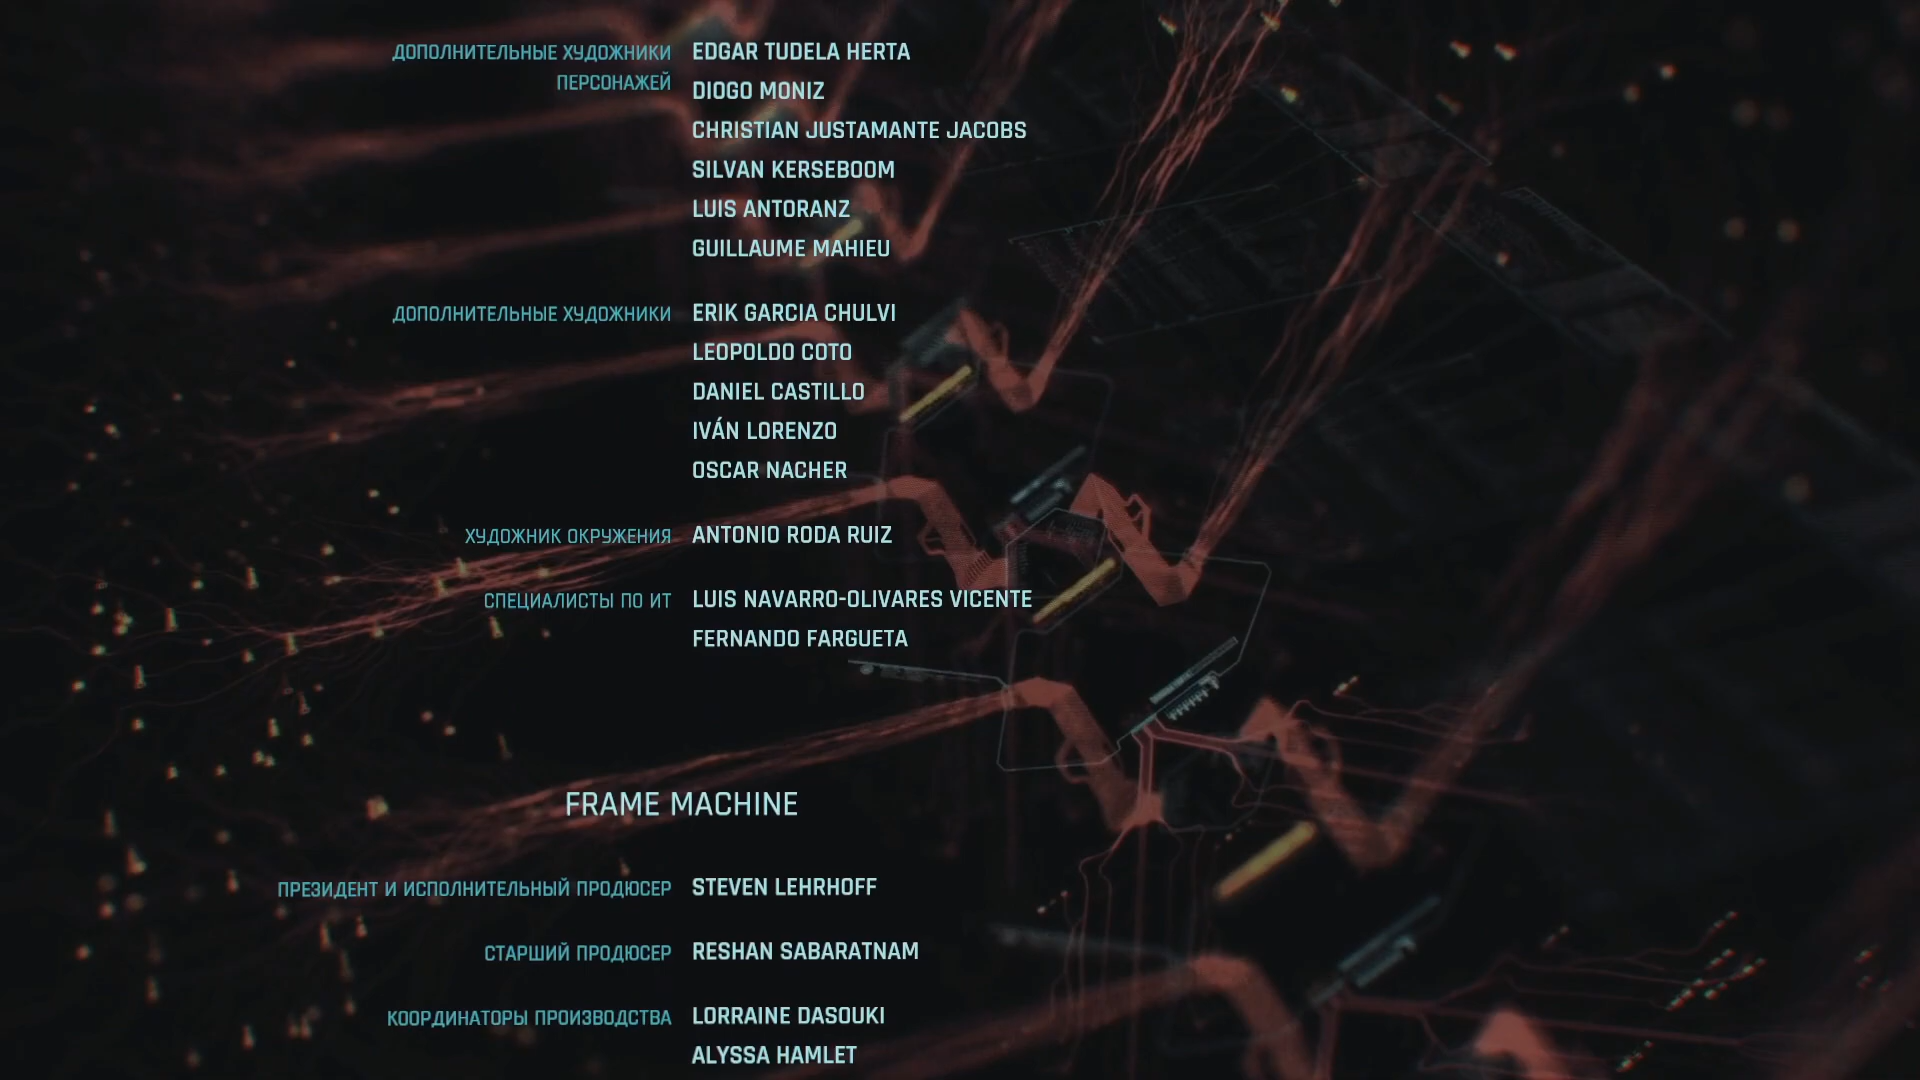 ДОПОЛНИТЕЛЬНЫЕ ХУДОЖНИКИ EDGAR TUDELA HERTA
ПЕРСОНАЖЕЙ DIOGO MONIZ
CHRISTIAN JUSTAMANTE JACOBS
SILVAN KERSEBOOM
LUIS ANTORANZ
GUILLAUME MAHIEU
ДОПОЛНИТЕЛЬНЫЕ ХУДОЖНИКИ ERIK GARCIA CHULVI
LEOPOLDO COTO
DANIEL CASTILLO
IVÁN LORENZO
OSCAR NACHER
ХУДОЖНИК ОКРУЖЕНИЯ ANTONIO RODA RUIZ
СПЕЦИАЛИСТЫ ПО ИТ LUIS NAVARRO-OLIVARES VICENTE
FERNANDO FARGUETA
FRAME MACHINE
ПРЕЗИДЕНТ И ИСПОЛНИТЕЛЬНЫЙ ПРОДЮСЕР STEVEN LEHRHOFF
СТАРШИЙ ПРОДЮСЕР RESHAN SABARATNAM
КООРДИНАТОРЫ ПРОИЗВОДСТВА LORRAINE DASOUKI
ALYSSA HAMLET